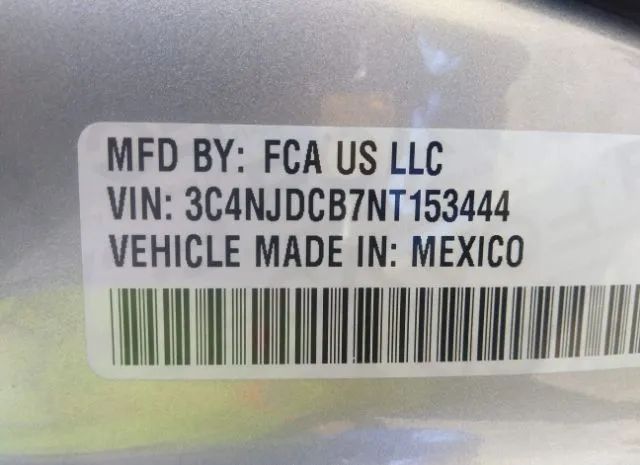 MFD BY: FCA US LLC
VIN: 3C4NJDCB7NT153444
VEHICLE MADE IN: MEXICO